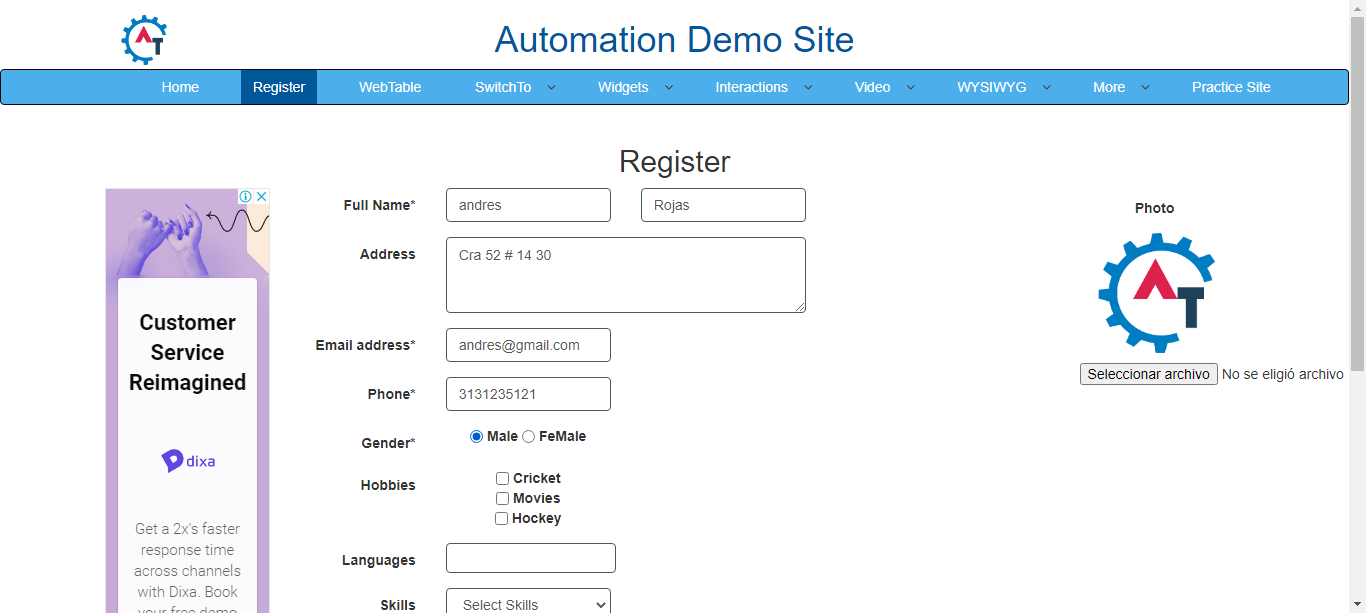 AT
Automation Demo Site
Home Register WebTable SwitchTo Widgets Interactions Video WYSIWYG More Practice Site
Register
Full Name* andres Rojas
Photo
Address Cra 52 # 14 30
AT
Email address* andres@gmail.com
Seleccionar archivo No se eligió archivo
Phone* 3131235121
Gender* Male FeMale
Hobbies Cricket
Movies
Hockey
Languages
Skills Select Skills
Customer
Service
Reimagined
dixa
Get a 2x's faster
response time
across channels
with Dixa. Book
your free demo